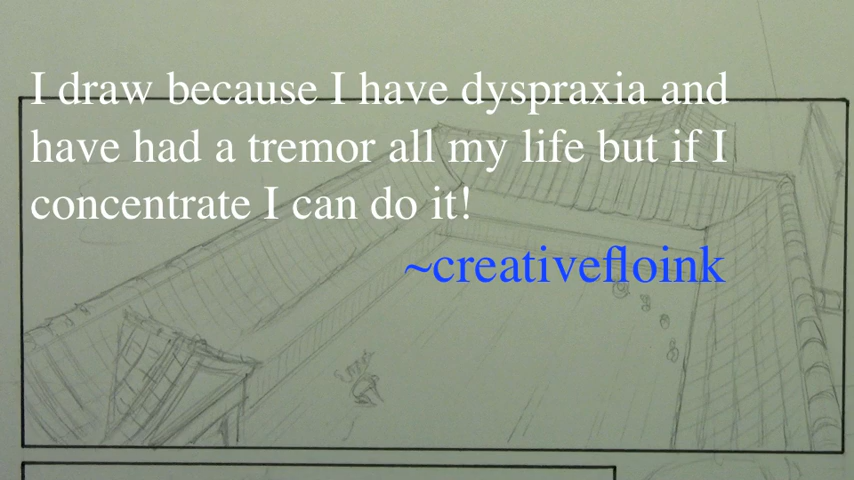 I draw because I have dyspraxia and
have had a tremor all my life but if I
concentrate I can do it!
~creativefloink